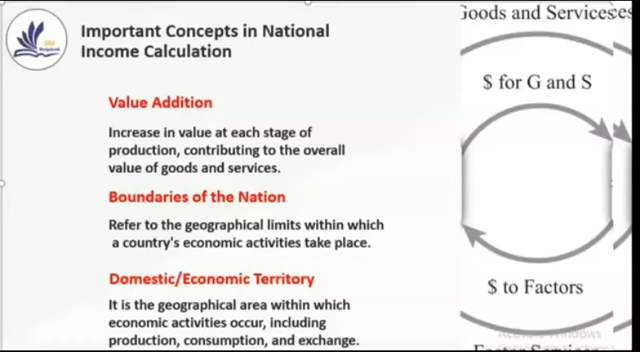 Important Concepts in National
Income Calculation
Value Addition
Increase in value at each stage of
production, contributing to the overall
value of goods and services.
Boundaries of the Nation
Refer to the geographical limits within which
a country's economic activities take place.
Domestic/Economic Territory
It is the geographical area within which
economic activities occur, including
production, consumption, and exchange.
Goods and Services
$ for G and S
$ to Factors